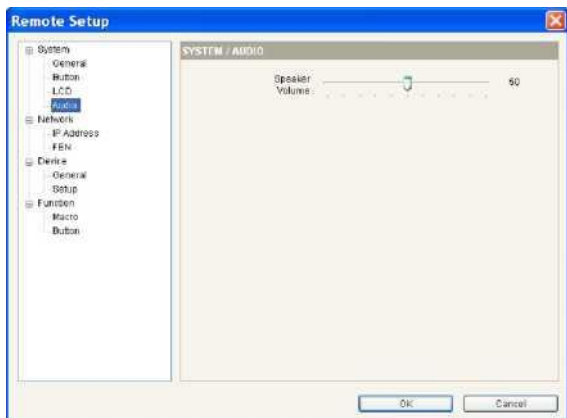 Remote Setup
System
General
Button
LCD
Audio
Network
IP Address
FEN
Device
General
Setup
Function
Macro
Button
SYSTEM / AUDIO
Speaker
Volume
50
OK
Cancel